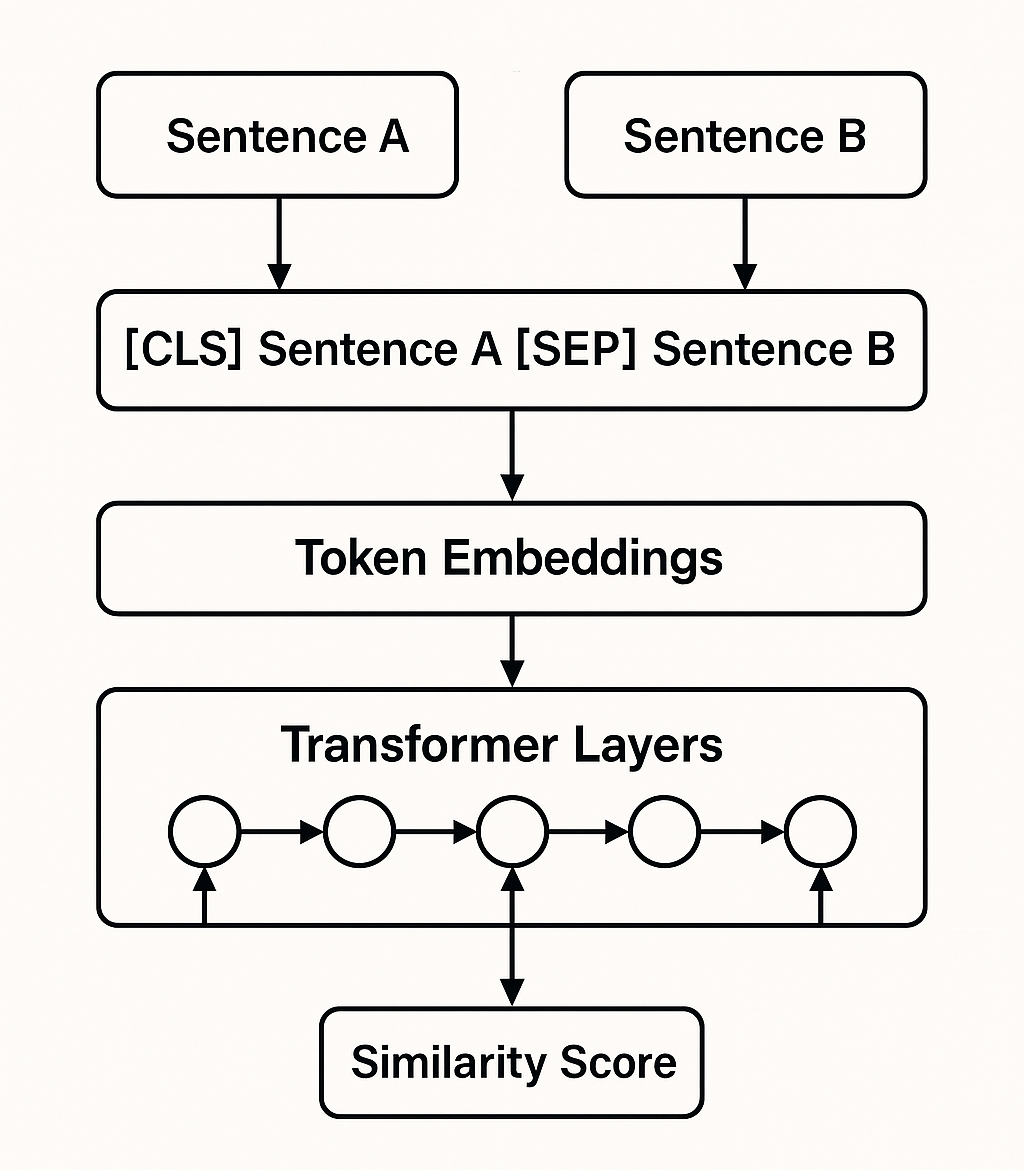 Sentence A
Sentence B
[CLS] Sentence A [SEP] Sentence B
Token Embeddings
Transformer Layers
Similarity Score